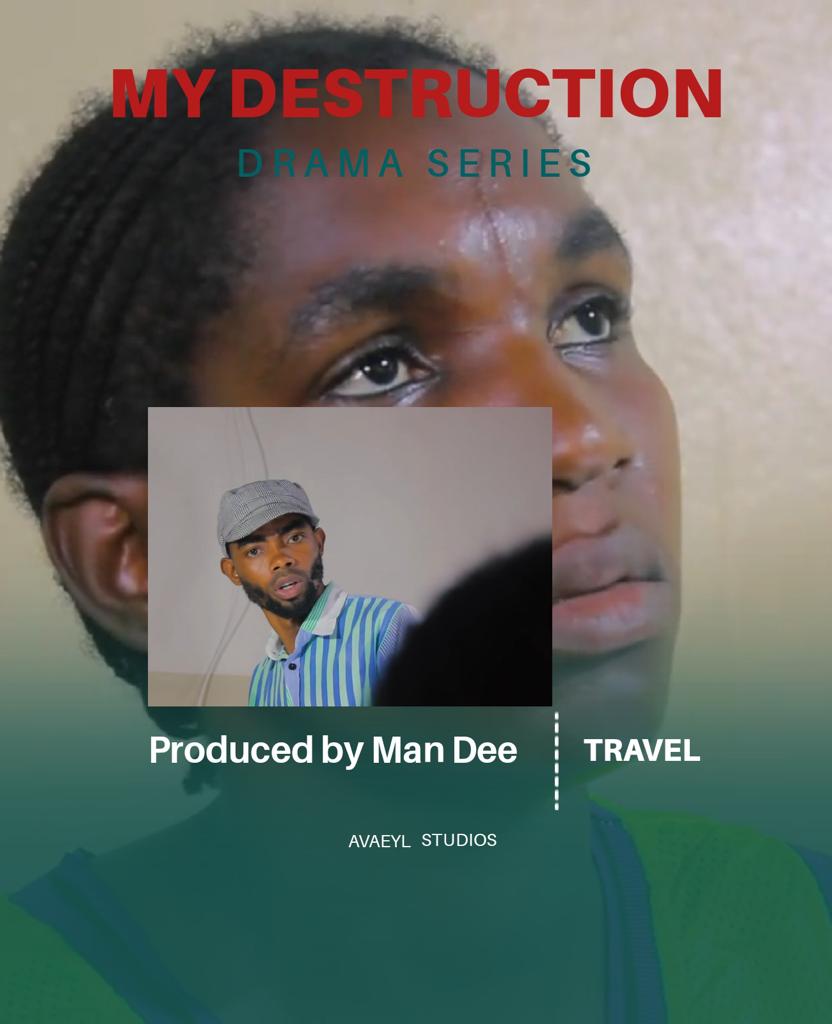 MY DESTRUCTION
DRAMA SERIES
Produced by Man Dee
TRAVEL
AVAEYL STUDIOS